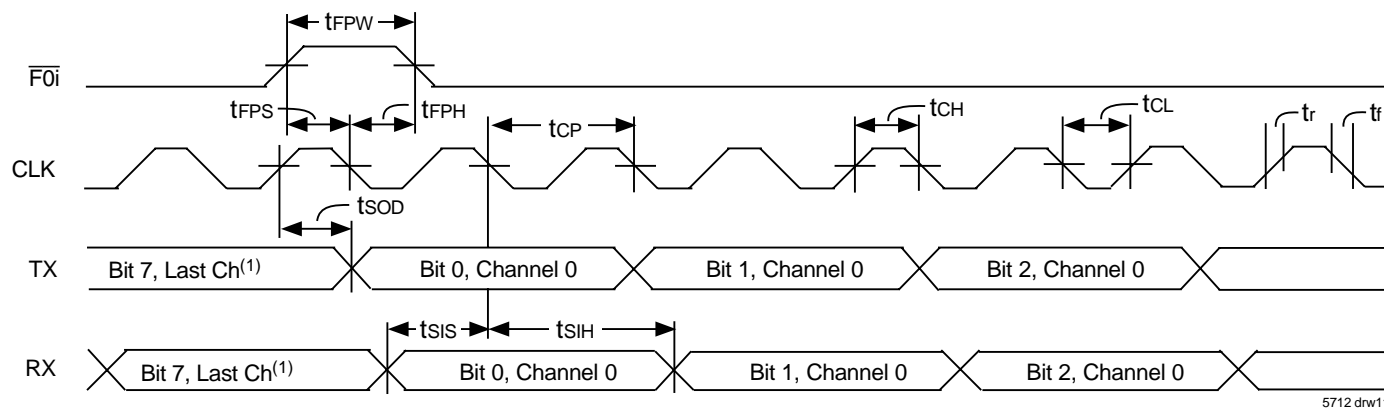 tFPW
F0i
tFPS
tFPH
tCP
tCH
tCL
tr
tf
CLK
tSOD
TX
Bit 7, Last Ch(1)
Bit 0, Channel 0
Bit 1, Channel 0
Bit 2, Channel 0
tSIS
tSIH
RX
Bit 7, Last Ch(1)
Bit 0, Channel 0
Bit 1, Channel 0
Bit 2, Channel 0